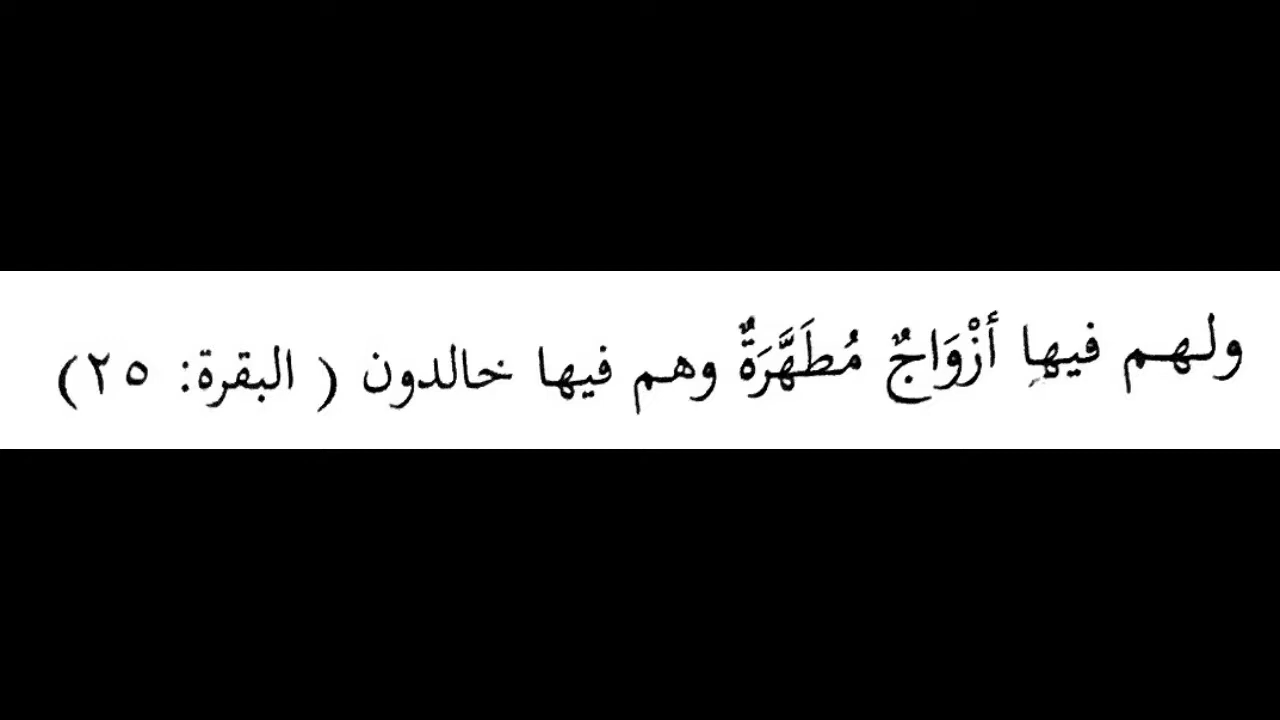 ولهم فيها أَزْوَاجٌ مُطَهَّرَةٌ وهم فيها خالدون ( البقرة: ٢٥)